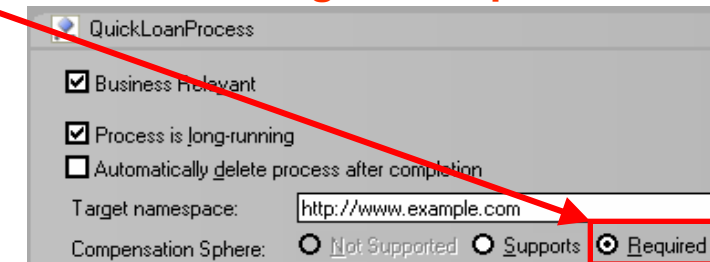 QuickLoanProcess
Business Relevant
Process is long-running
Automatically delete process after completion
Target namespace: http://www.example.com
Compensation Sphere: Not Supported Supports Required